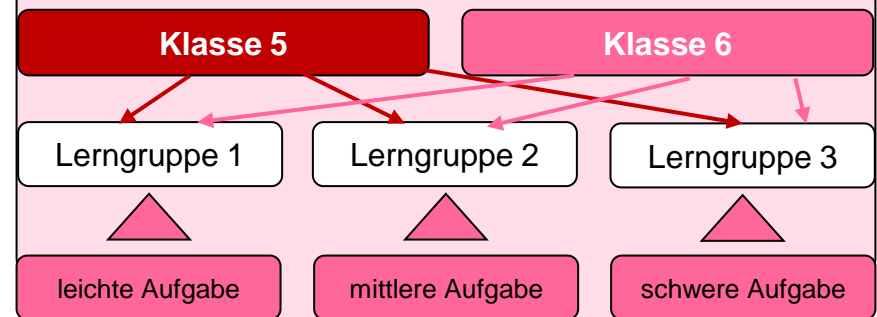 Klasse 5
Klasse 6
Lerngruppe 1
Lerngruppe 2
Lerngruppe 3
leichte Aufgabe
mittlere Aufgabe
schwere Aufgabe